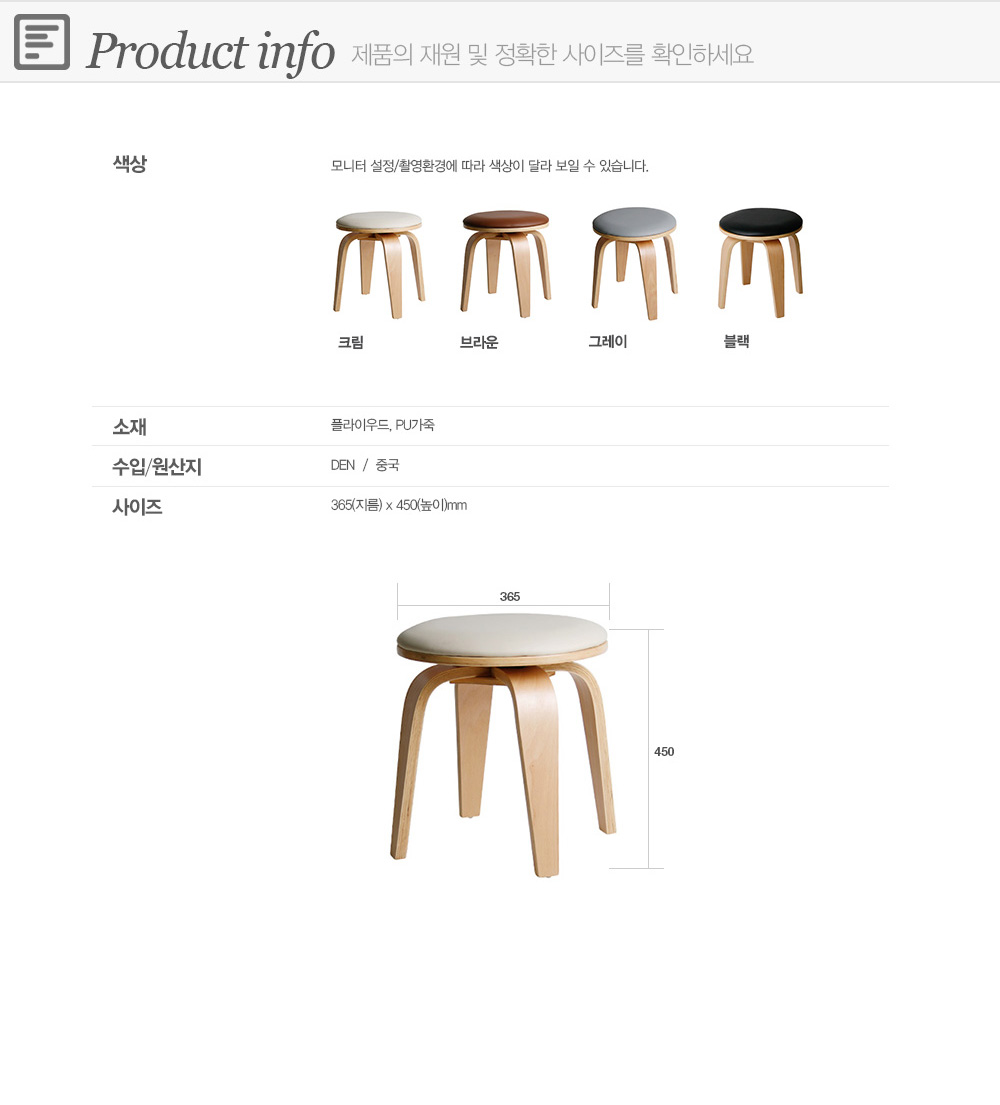 Product info 제품의 재원 및 정확한 사이즈를 확인하세요
색상 모니터 설정/촬영환경에 따라 색상이 달라 보일 수 있습니다.
크림 브라운 그레이 블랙
소재 플라이우드, PU가죽
수입/원산지 DEN / 중국
사이즈 365(지름) x 450(높이)mm
365
450